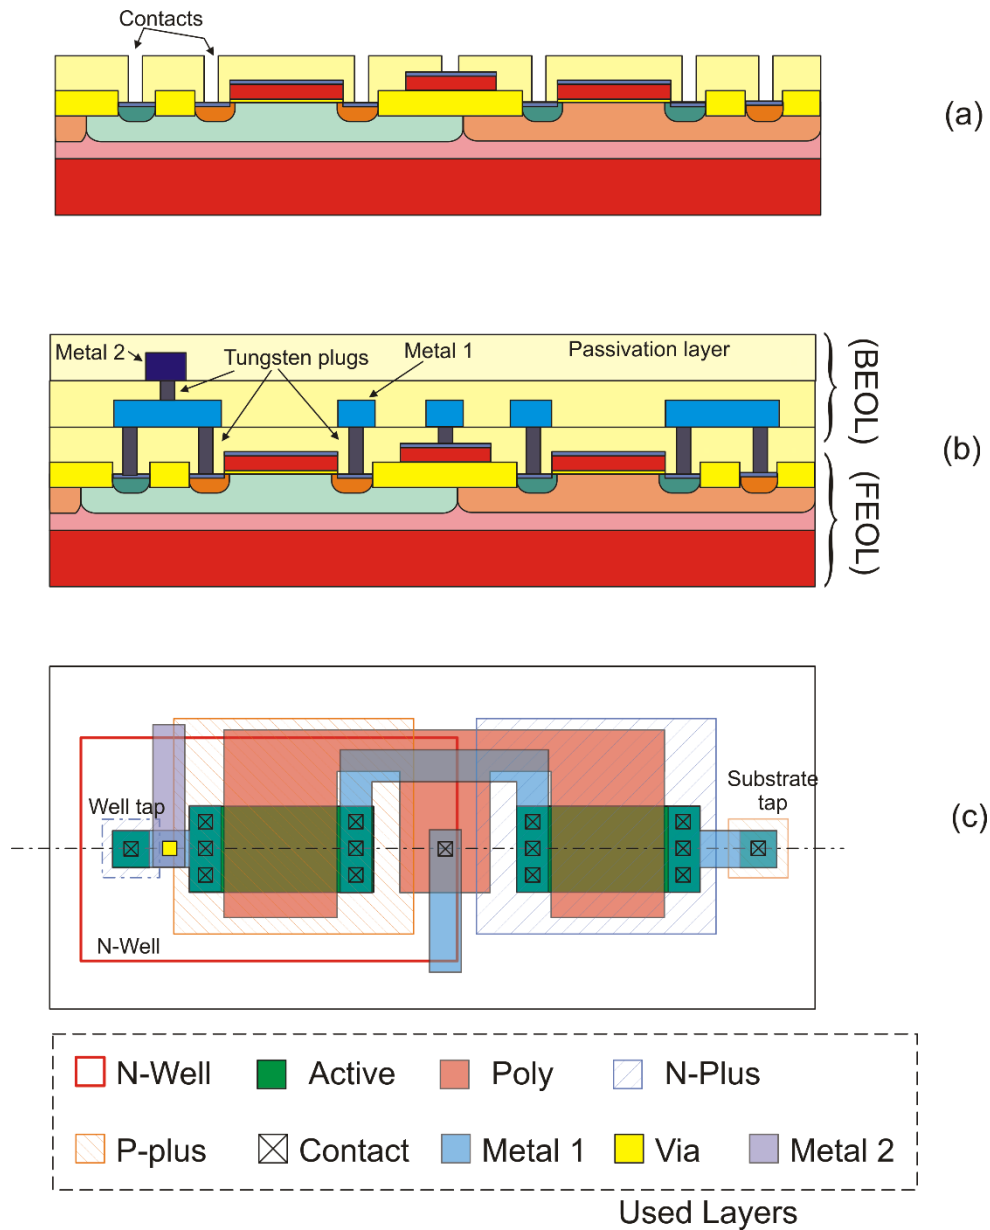 Contacts
(a)
Metal 2
Tungsten plugs
Metal 1
Passivation layer
(BEOL)
(b)
(FEOL)
Well tap
Substrate
tap
(c)
N-Well
N-Well
Active
Poly
N-Plus
P-plus
Contact
Metal 1
Via
Metal 2
Used Layers